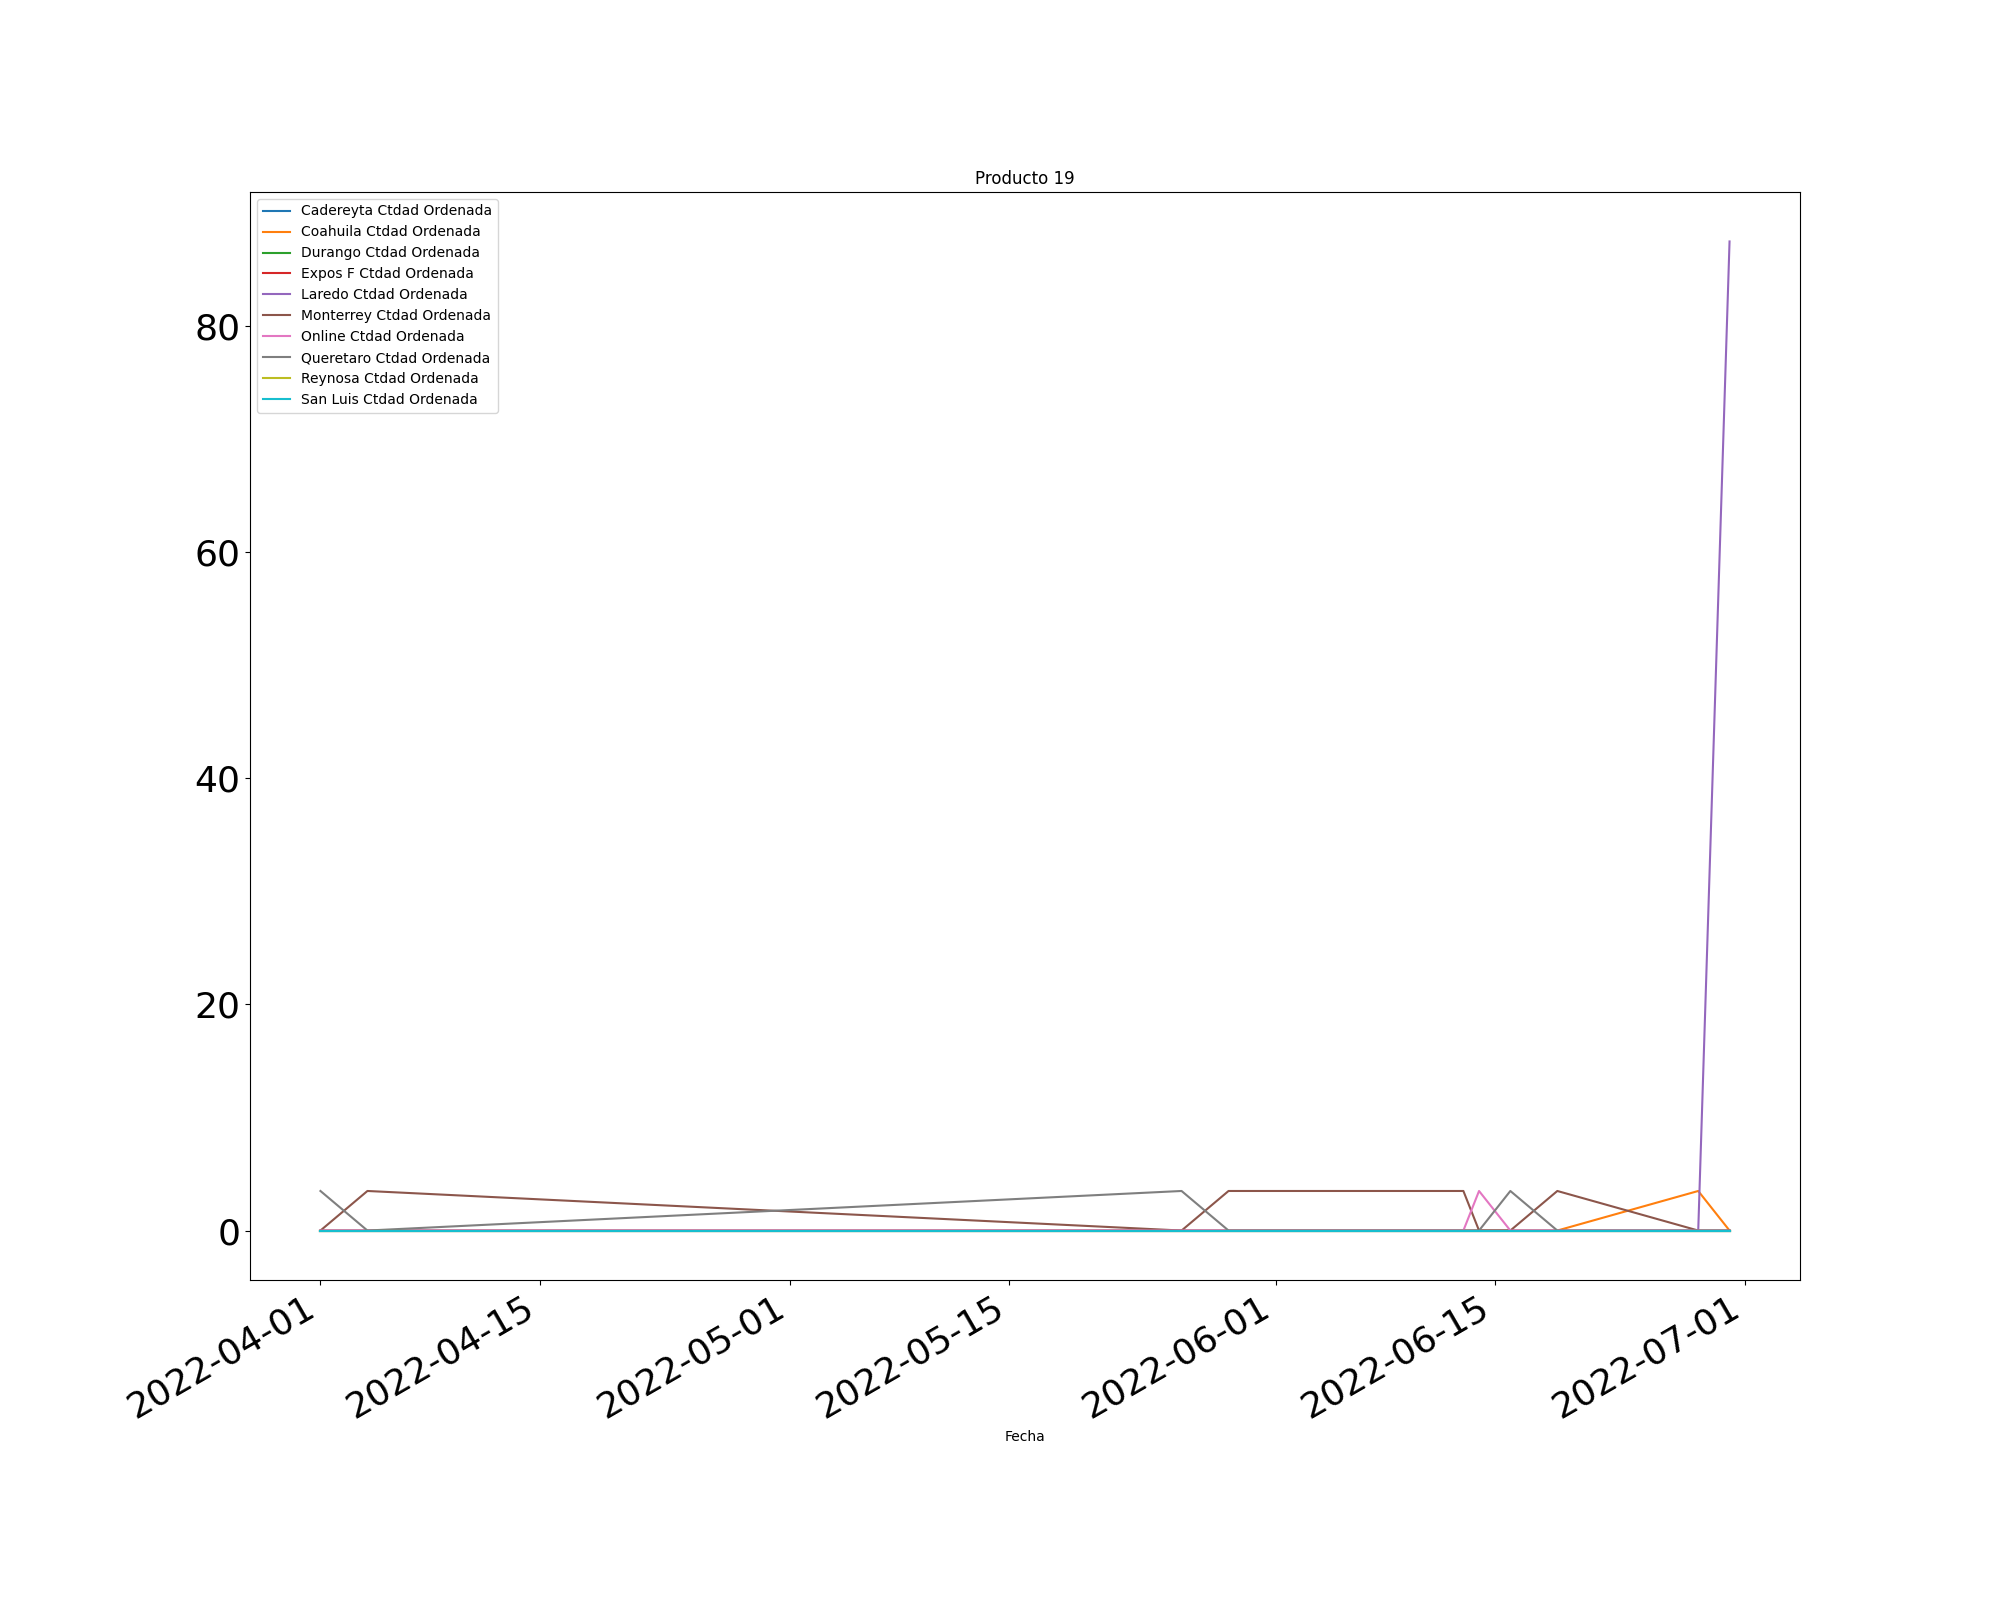 Producto 19
Cadereyta Ctdad Ordenada
Coahuila Ctdad Ordenada
Durango Ctdad Ordenada
Expos F Ctdad Ordenada
Laredo Ctdad Ordenada
Monterrey Ctdad Ordenada
Online Ctdad Ordenada
Queretaro Ctdad Ordenada
Reynosa Ctdad Ordenada
San Luis Ctdad Ordenada
80
60
40
20
0
2022-04-01
2022-04-15
2022-05-01
2022-05-15
2022-06-01
2022-06-15
2022-07-01
Fecha